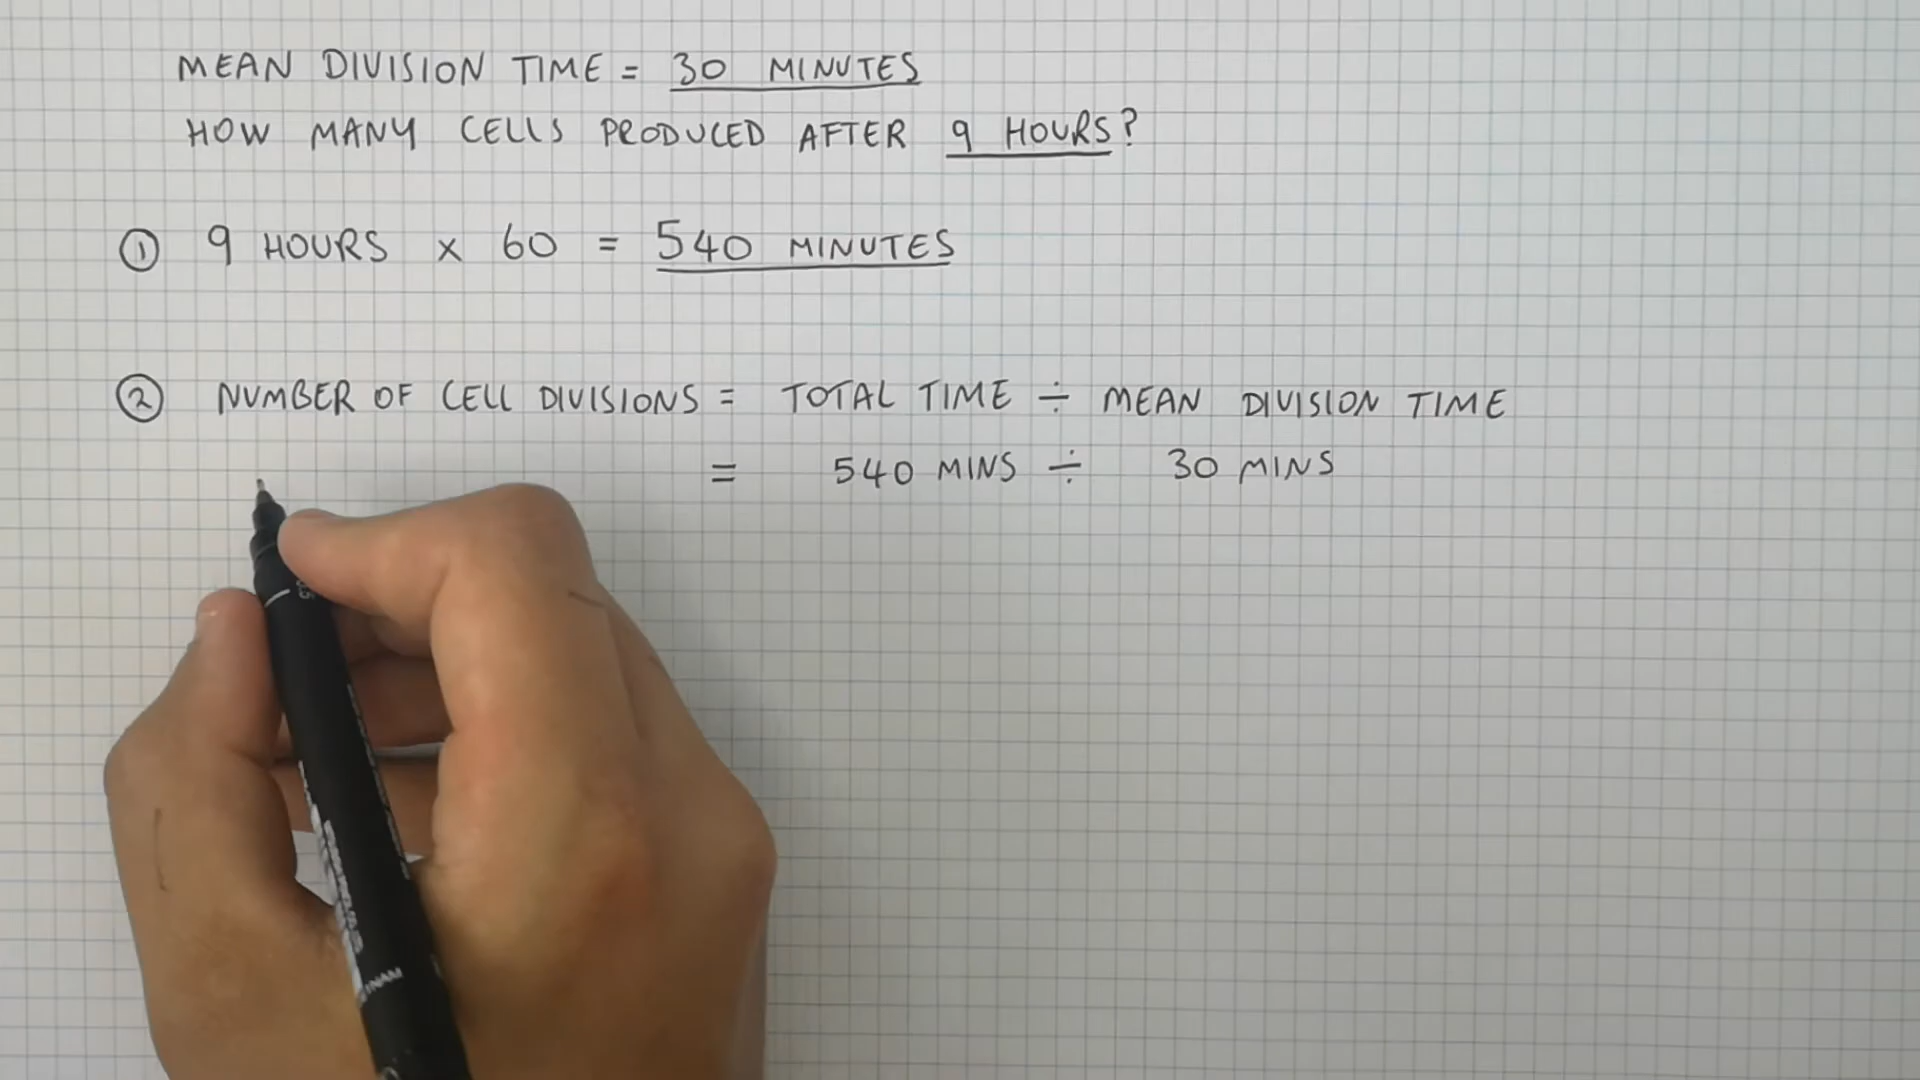 MEAN DIVISION TIME = 30 MINUTES
HOW MANY CELLS PRODUCED AFTER 9 HOURS?
① 9 HOURS × 60 = 540 MINUTES
② NUMBER OF CELL DIVISIONS = TOTAL TIME ÷ MEAN DIVISION TIME
= 540 MINS ÷ 30 MINS